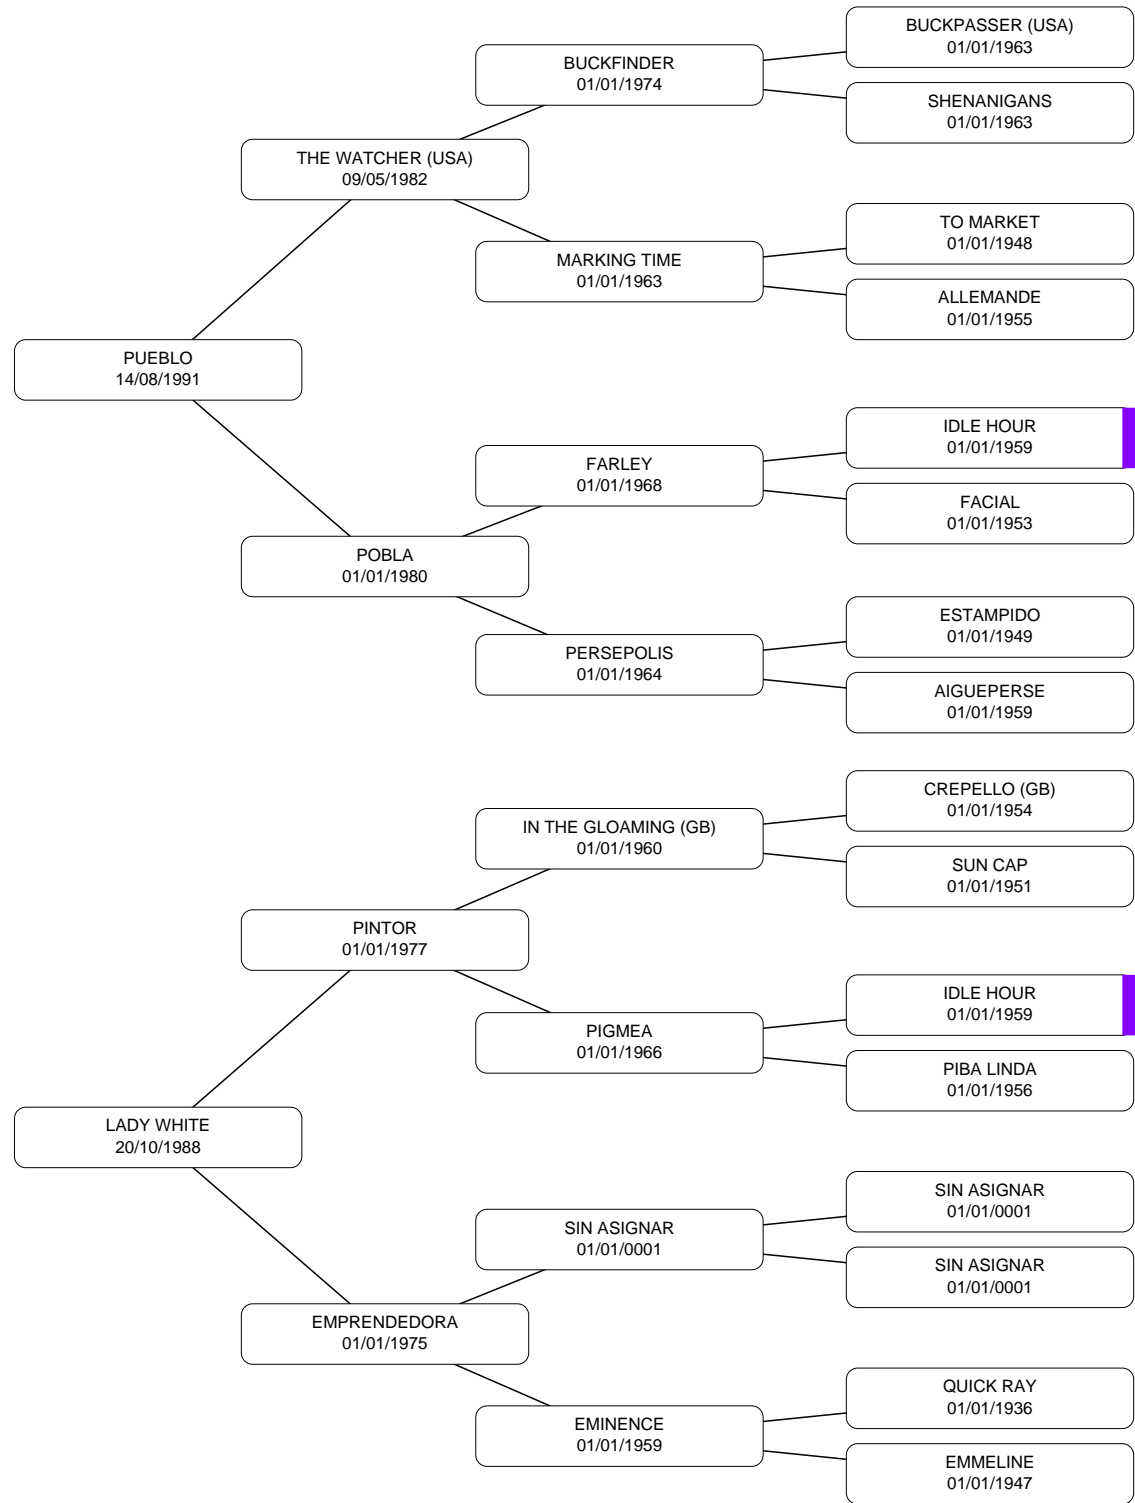 BUCKPASSER (USA)
01/01/1963
BUCKFINDER
01/01/1974
SHENANIGANS
01/01/1963
THE WATCHER (USA)
09/05/1982
TO MARKET
01/01/1948
MARKING TIME
01/01/1963
ALLEMANDE
01/01/1955
PUEBLO
14/08/1991
IDLE HOUR
01/01/1959
FARLEY
01/01/1968
FACIAL
01/01/1953
POBLA
01/01/1980
ESTAMPIDO
01/01/1949
PERSEPOLIS
01/01/1964
AIGUEPERSE
01/01/1959
CREPELLO (GB)
01/01/1954
IN THE GLOAMING (GB)
01/01/1960
SUN CAP
01/01/1951
PINTOR
01/01/1977
IDLE HOUR
01/01/1959
PIGMEA
01/01/1966
PIBA LINDA
01/01/1956
LADY WHITE
20/10/1988
SIN ASIGNAR
01/01/0001
SIN ASIGNAR
01/01/0001
SIN ASIGNAR
01/01/0001
EMPRENDEDORA
01/01/1975
QUICK RAY
01/01/1936
EMINENCE
01/01/1959
EMMELINE
01/01/1947